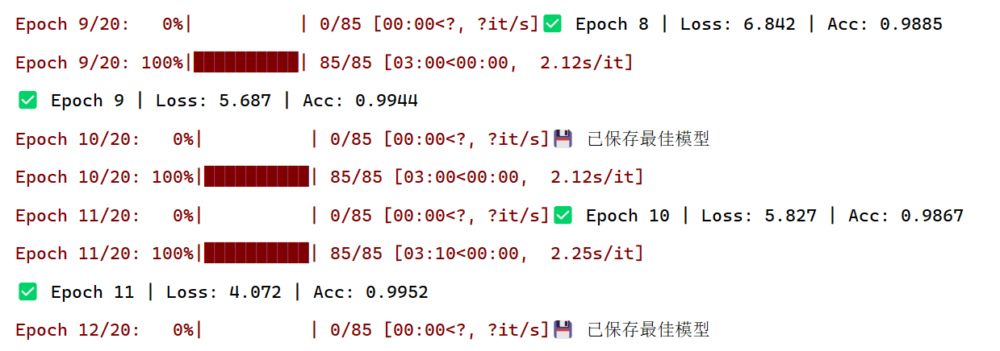 Epoch 9/20:   0%|          | 0/85 [00:00<?, ?it/s]✅ Epoch 8 | Loss: 6.842 | Acc: 0.9885
Epoch 9/20: 100%|██████████| 85/85 [03:00<00:00,  2.12s/it]
✅ Epoch 9 | Loss: 5.687 | Acc: 0.9944
Epoch 10/20:   0%|          | 0/85 [00:00<?, ?it/s]💾 已保存最佳模型
Epoch 10/20: 100%|██████████| 85/85 [03:00<00:00,  2.12s/it]
Epoch 11/20:   0%|          | 0/85 [00:00<?, ?it/s]✅ Epoch 10 | Loss: 5.827 | Acc: 0.9867
Epoch 11/20: 100%|██████████| 85/85 [03:10<00:00,  2.25s/it]
✅ Epoch 11 | Loss: 4.072 | Acc: 0.9952
Epoch 12/20:   0%|          | 0/85 [00:00<?, ?it/s]💾 已保存最佳模型